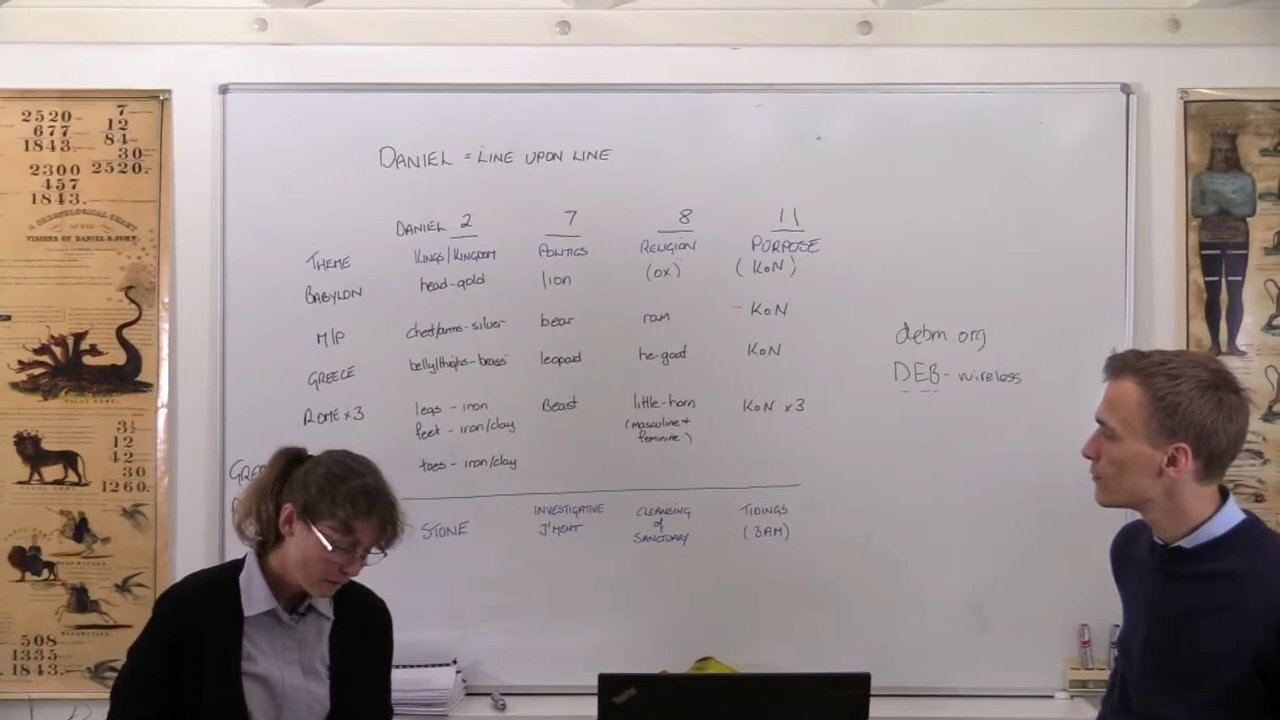 DANIEL = LINE UPON LINE
DANIEL 2 7 8 11
THEME KINGS/KINGDOM POLITICS RELIGION PURPOSE
BABYLON head-gold lion (ox) (KoN)
M/P chest/arms-silver bear ram - KoN
GREECE belly/thighs-brass leopard he-goat KoN
ROME x3 legs - iron Beast little-horn KoN x3
feet - iron/clay (masculine + feminine)
toes - iron/clay
STONE INVESTIGATIVE J'MENT CLEANSING of SANCTUARY TIDINGS (3AM)
debm.org
DEB-wireless
2520 7
677 12
1843 84
30
2300 2520.
457
1843.
A CHRONOLOGICAL CHART
OF THE
VISIONS OF DANIEL & JOHN.
3½
12
42
30
1260.
508
1335
1843.